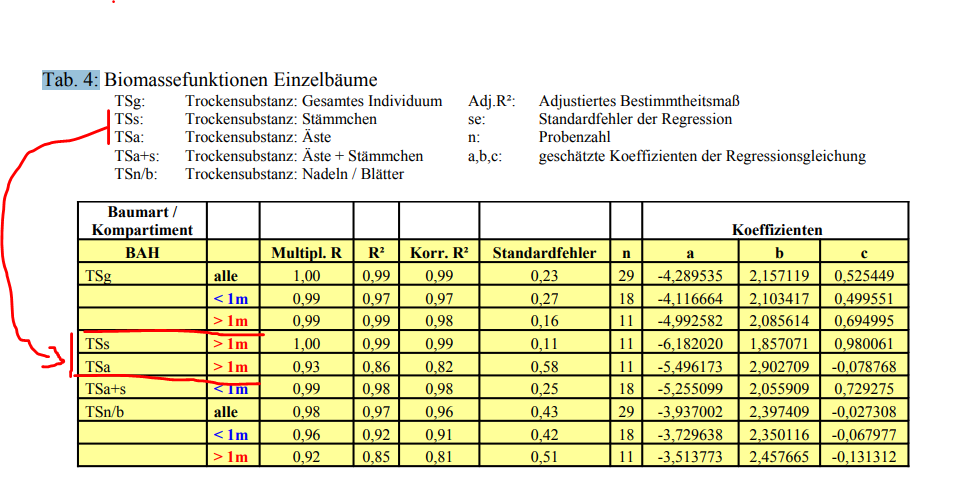 Tab. 4: Biomassefunktionen Einzelbäume
TSg: Trockensubstanz: Gesamtes Individuum Adj.R²: Adjustiertes Bestimmtheitsmaß
TSs: Trockensubstanz: Stämmchen se: Standardfehler der Regression
TSa: Trockensubstanz: Äste n: Probenzahl
TSa+s: Trockensubstanz: Äste + Stämmchen a,b,c: geschätzte Koeffizienten der Regressionsgleichung
TSn/b: Trockensubstanz: Nadeln / Blätter
Baumart /
Kompartiment Koeffizienten
BAH Multipl. R R² Korr. R² Standardfehler n a b c
TSg alle 1,00 0,99 0,99 0,23 29 -4,289535 2,157119 0,525449
< 1m 0,99 0,97 0,97 0,27 18 -4,116664 2,103417 0,499551
> 1m 0,99 0,99 0,98 0,16 11 -4,992582 2,085614 0,694995
TSs > 1m 1,00 0,99 0,99 0,11 11 -6,182020 1,857071 0,980061
TSa > 1m 0,93 0,86 0,82 0,58 11 -5,496173 2,902709 -0,078768
TSa+s < 1m 0,99 0,98 0,98 0,25 18 -5,255099 2,055909 0,729275
TSn/b alle 0,98 0,97 0,96 0,43 29 -3,937002 2,397409 -0,027308
< 1m 0,96 0,92 0,91 0,42 18 -3,729638 2,350116 -0,067977
> 1m 0,92 0,85 0,81 0,51 11 -3,513773 2,457665 -0,131312